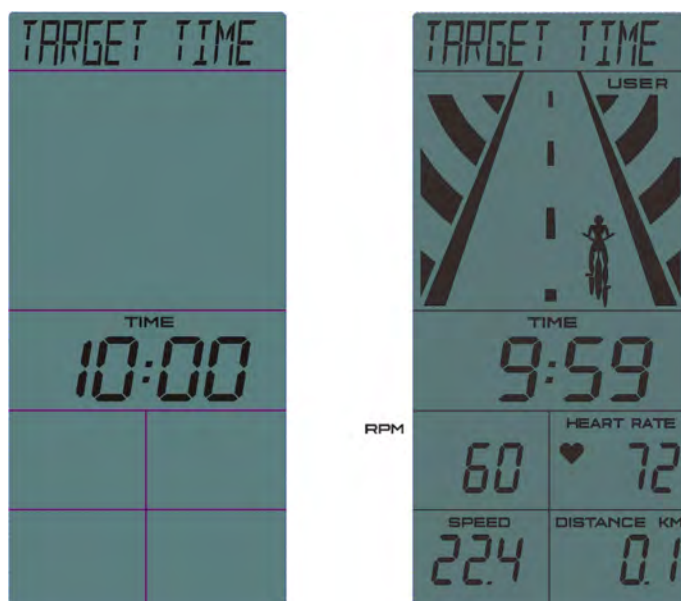 TARGET TIME
TIME
10:00
TARGET TIME
USER
TIME
9:59
RPM
HEART RATE
60
72
SPEED
DISTANCE KM
22.4
0.1